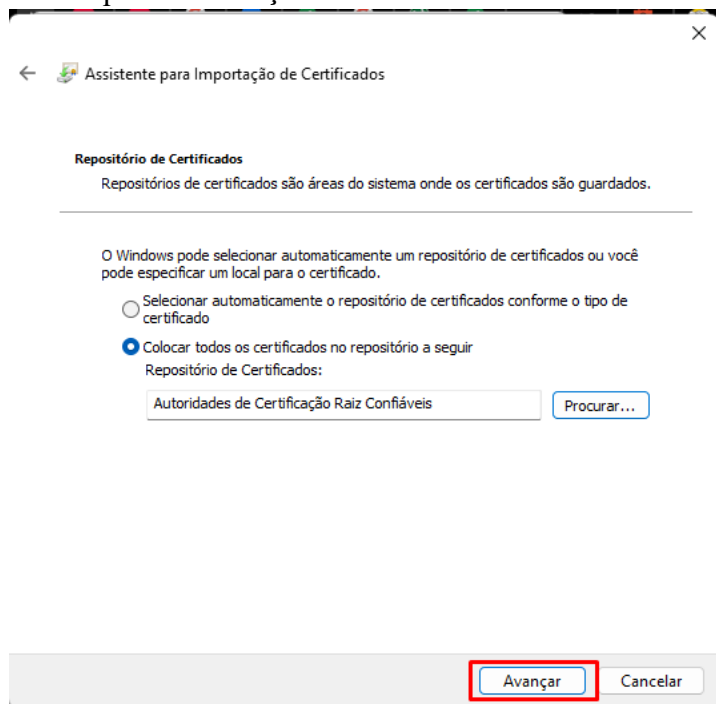 Assistente para Importação de Certificados
Repositório de Certificados
Repositórios de certificados são áreas do sistema onde os certificados são guardados.
O Windows pode selecionar automaticamente um repositório de certificados ou você
pode especificar um local para o certificado.
Selecionar automaticamente o repositório de certificados conforme o tipo de
certificado
Colocar todos os certificados no repositório a seguir
Repositório de Certificados:
Autoridades de Certificação Raiz Confiáveis
Procurar...
Avançar
Cancelar